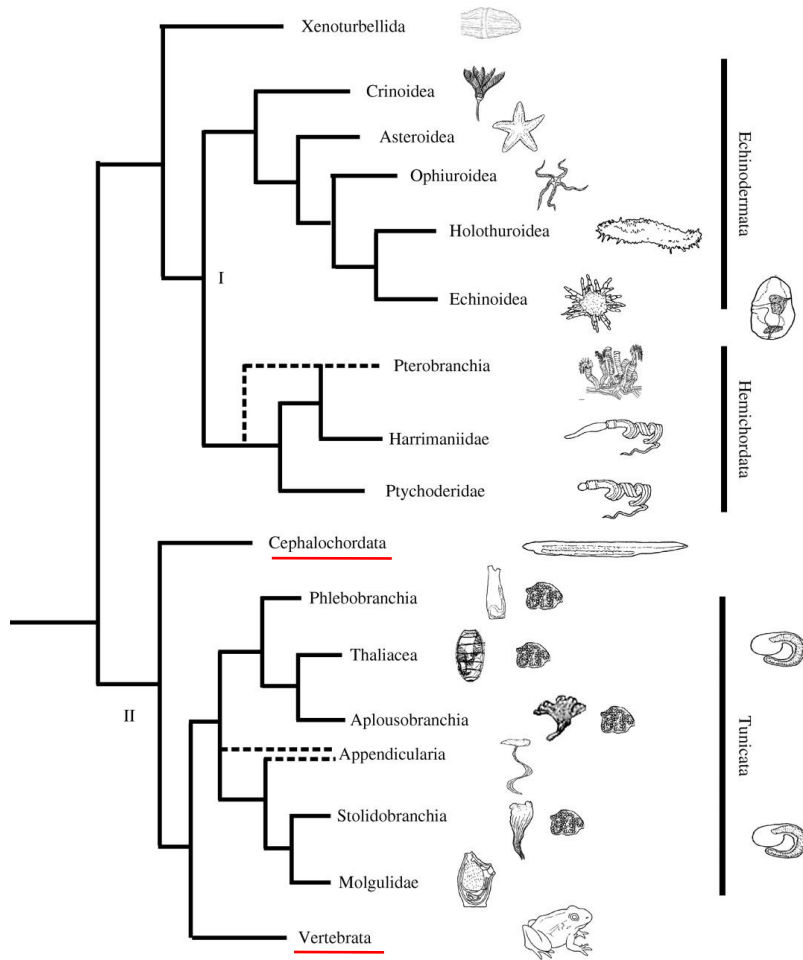 Xenoturbellida
Crinoidea
Asteroidea
Ophiuroidea
Holothuroidea
Echinoidea
Echinodermata
I
Pterobranchia
Harrimaniidae
Ptychoderidae
Hemichordata
Cephalochordata
Phlebobranchia
Thaliacea
II
Aplousobranchia
Appendicularia
Stolidobranchia
Molgulidae
Tunicata
Vertebrata